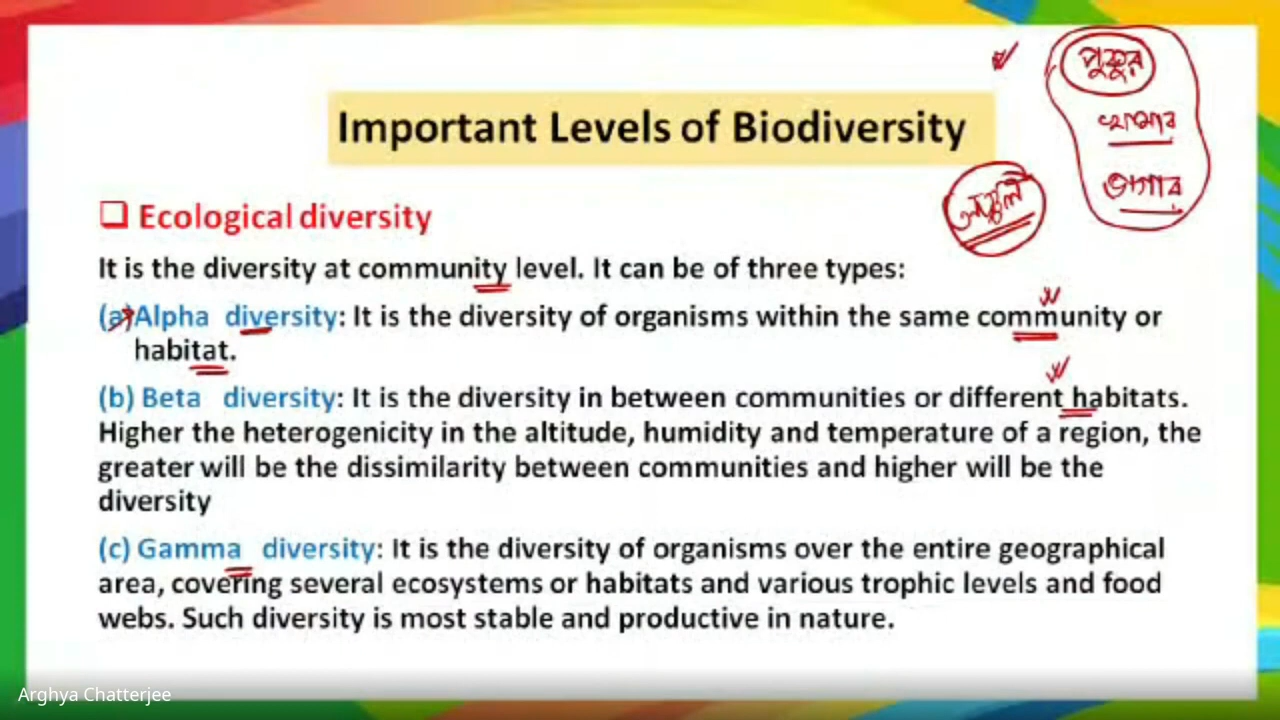 পুকুর
খামার
ভাগার
Important Levels of Biodiversity
❑ Ecological diversity
It is the diversity at community level. It can be of three types:
(a) Alpha diversity: It is the diversity of organisms within the same community or
habitat.
(b) Beta diversity: It is the diversity in between communities or different habitats.
Higher the heterogenicity in the altitude, humidity and temperature of a region, the
greater will be the dissimilarity between communities and higher will be the
diversity
(c) Gamma diversity: It is the diversity of organisms over the entire geographical
area, covering several ecosystems or habitats and various trophic levels and food
webs. Such diversity is most stable and productive in nature.
Arghya Chatterjee